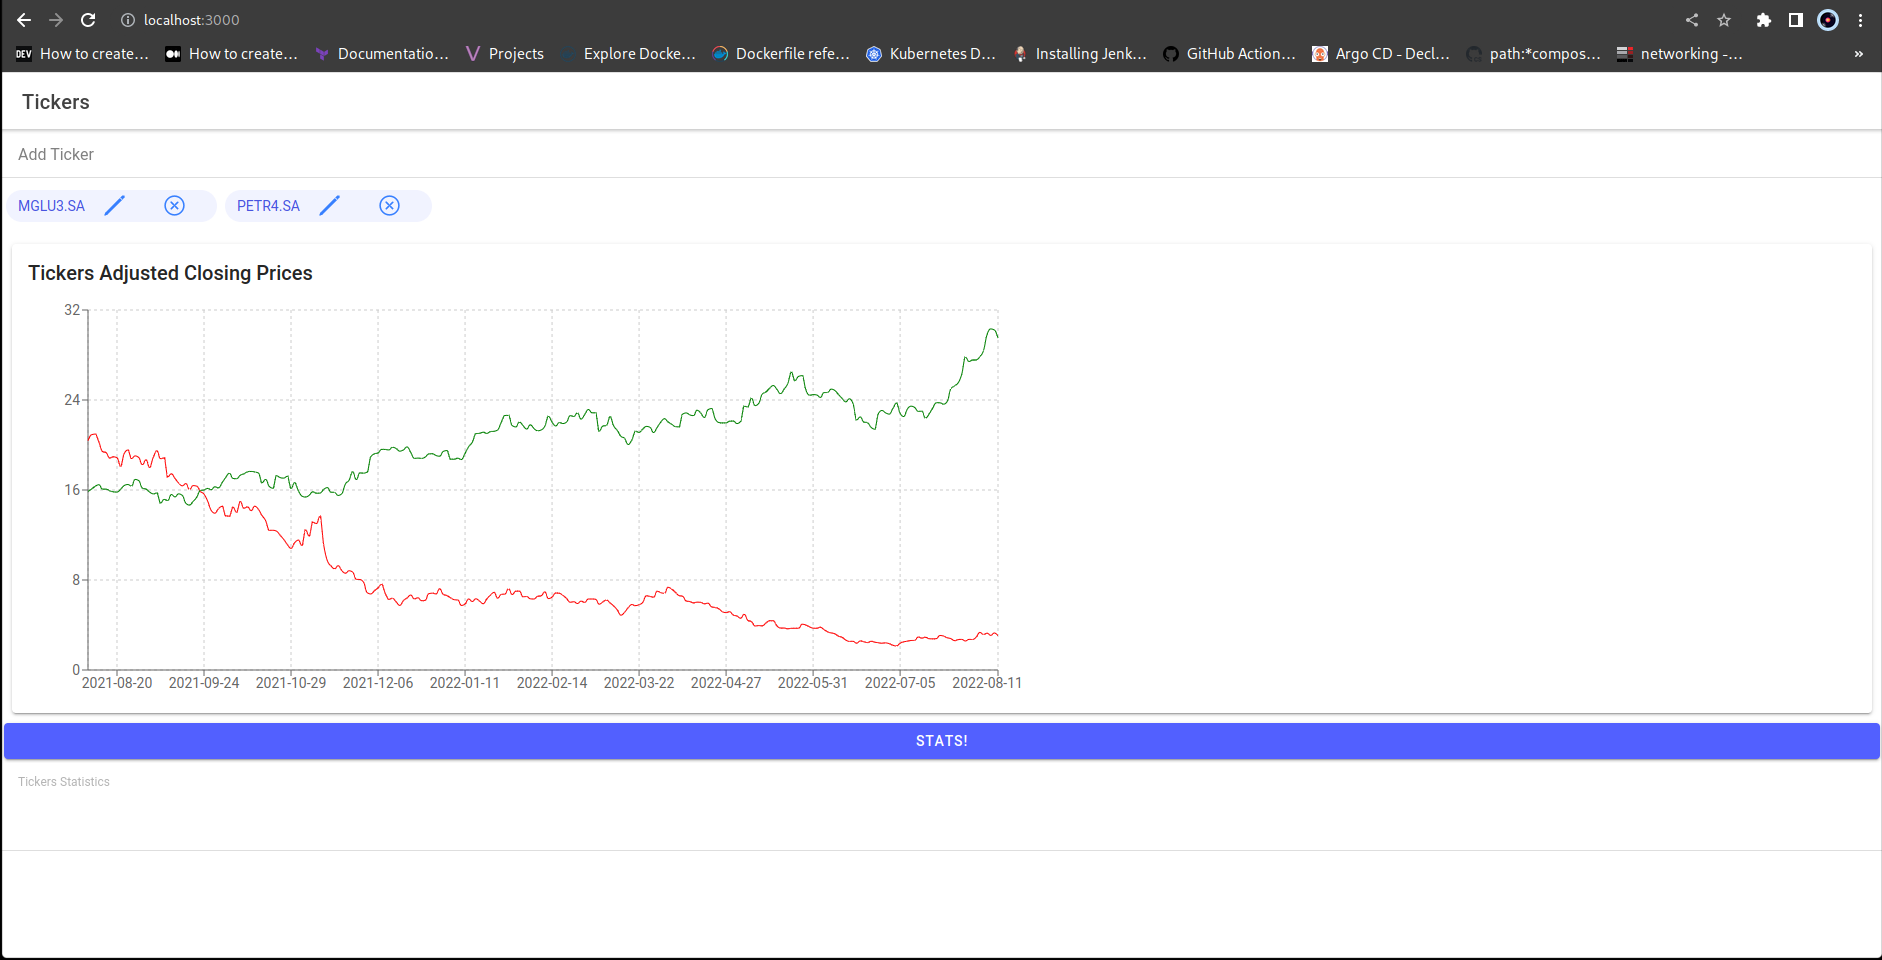 localhost:3000
DEV How to create… How to create… Documentatio… Projects Explore Docke… Dockerfile refe… Kubernetes D… Installing Jenk… GitHub Action… Argo CD - Decl… path:*compos… networking -… »
Tickers
Add Ticker
MGLU3.SA PETR4.SA
Tickers Adjusted Closing Prices
32
24
16
8
0
2021-08-20 2021-09-24 2021-10-29 2021-12-06 2022-01-11 2022-02-14 2022-03-22 2022-04-27 2022-05-31 2022-07-05 2022-08-11
STATS!
Tickers Statistics